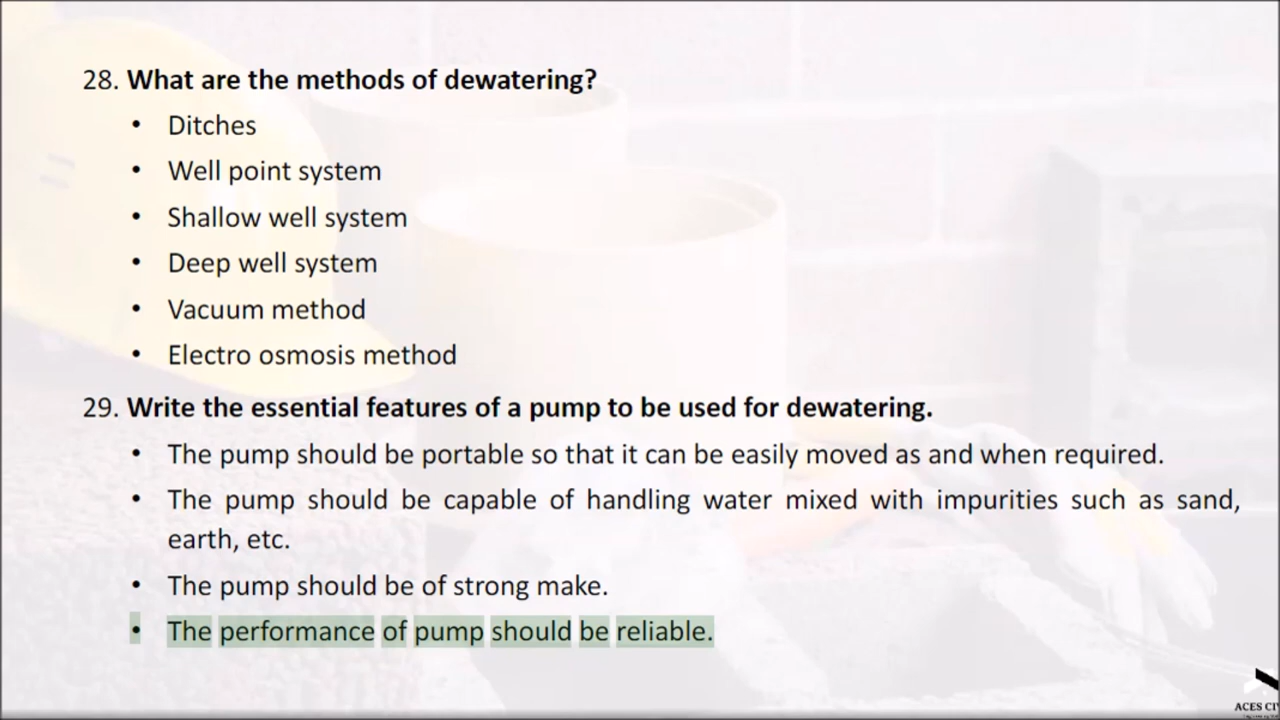 28. What are the methods of dewatering?
• Ditches
• Well point system
• Shallow well system
• Deep well system
• Vacuum method
• Electro osmosis method
29. Write the essential features of a pump to be used for dewatering.
• The pump should be portable so that it can be easily moved as and when required.
• The pump should be capable of handling water mixed with impurities such as sand,
earth, etc.
• The pump should be of strong make.
• The performance of pump should be reliable.
ACES CI